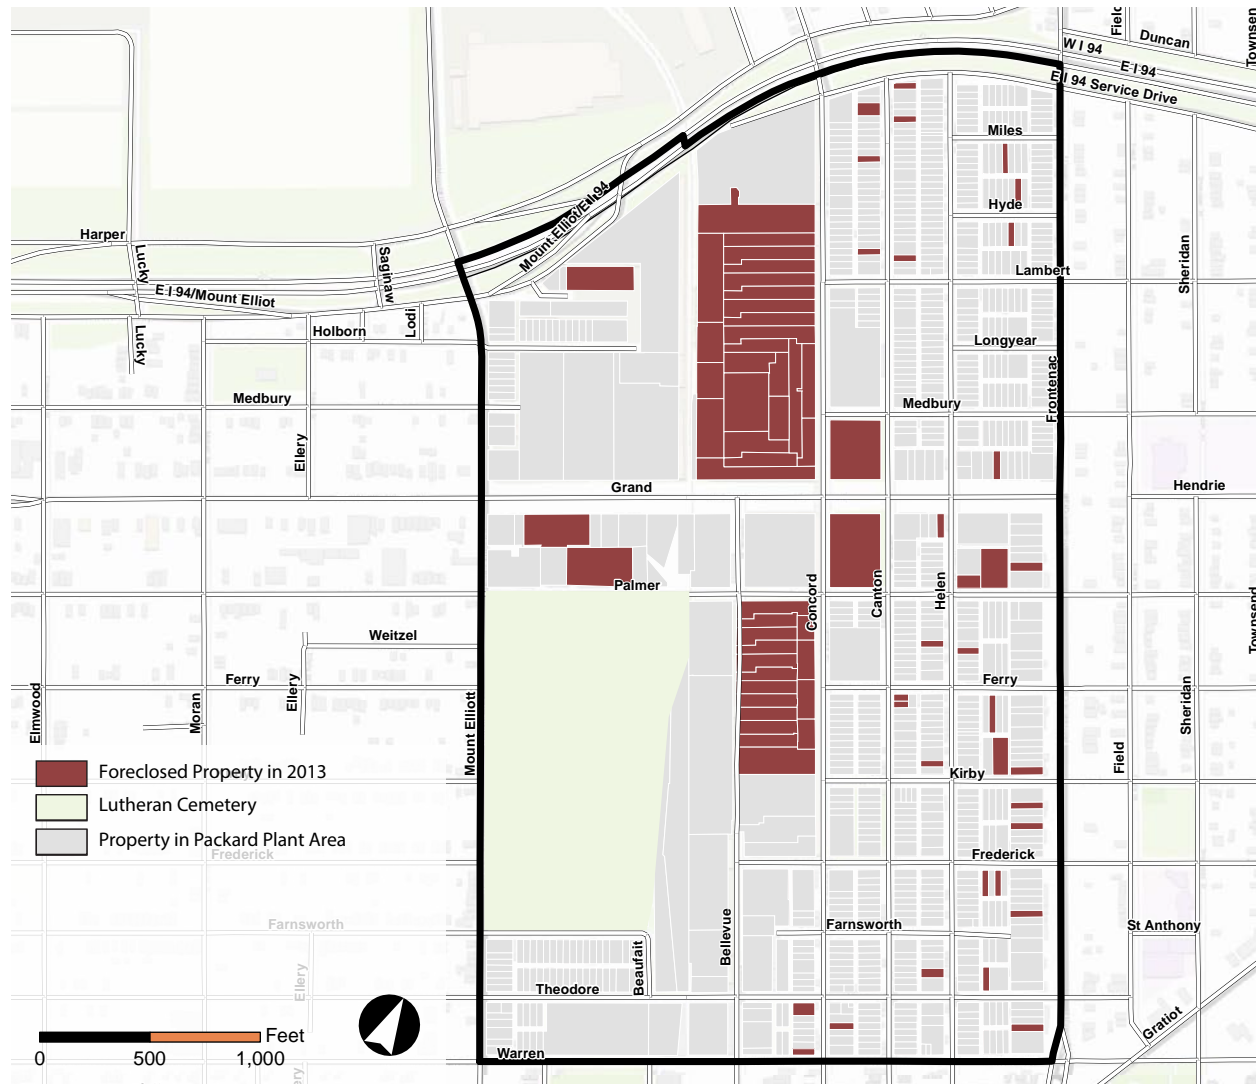 Field
Townsen
Duncan
W I 94
E I 94
E I 94 Service Drive
Miles
Hyde
Mount Elliot/E I 94
Harper
Lucky
Saginaw
Sheridan
Lambert
E I 94/Mount Elliot
Lodi
Holborn
Lucky
Longyear
Frontenac
Medbury
Medbury
Ellery
Grand
Hendrie
Palmer
Concord
Canton
Helen
Townsend
Weitzel
Ferry
Ferry
Elmwood
Moran
Ellery
Mount Elliott
Sheridan
Field
Foreclosed Property in 2013
Kirby
Lutheran Cemetery
Property in Packard Plant Area
Frederick
Frederick
Farnsworth
Farnsworth
St Anthony
Bellevue
Beaufait
Ellery
Theodore
Gratiot
Feet
0 500 1,000
Warren